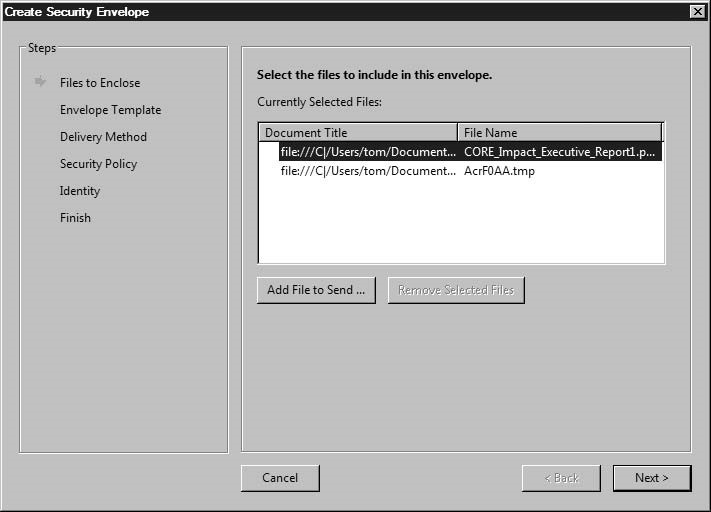 Create Security Envelope
Steps
Files to Enclose
Envelope Template
Delivery Method
Security Policy
Identity
Finish
Select the files to include in this envelope.
Currently Selected Files:
Document Title File Name
file:///C|/Users/tom/Document... CORE_Impact_Executive_Report1.p...
file:///C|/Users/tom/Document... AcrF0AA.tmp
Add File to Send ... Remove Selected Files
Cancel < Back Next >